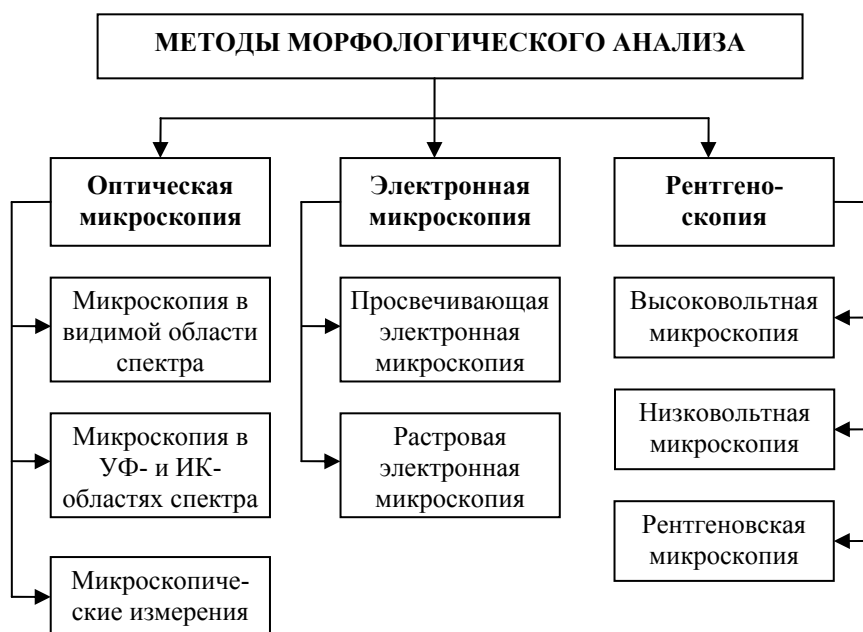 МЕТОДЫ МОРФОЛОГИЧЕСКОГО АНАЛИЗА
Оптическая
микроскопия
Микроскопия в
видимой области
спектра
Микроскопия в
УФ- и ИК-
областях спектра
Микроскопиче-
ские измерения
Электронная
микроскопия
Просвечивающая
электронная
микроскопия
Растровая
электронная
микроскопия
Рентгено-
скопия
Высоковольтная
микроскопия
Низковольтная
микроскопия
Рентгеновская
микроскопия